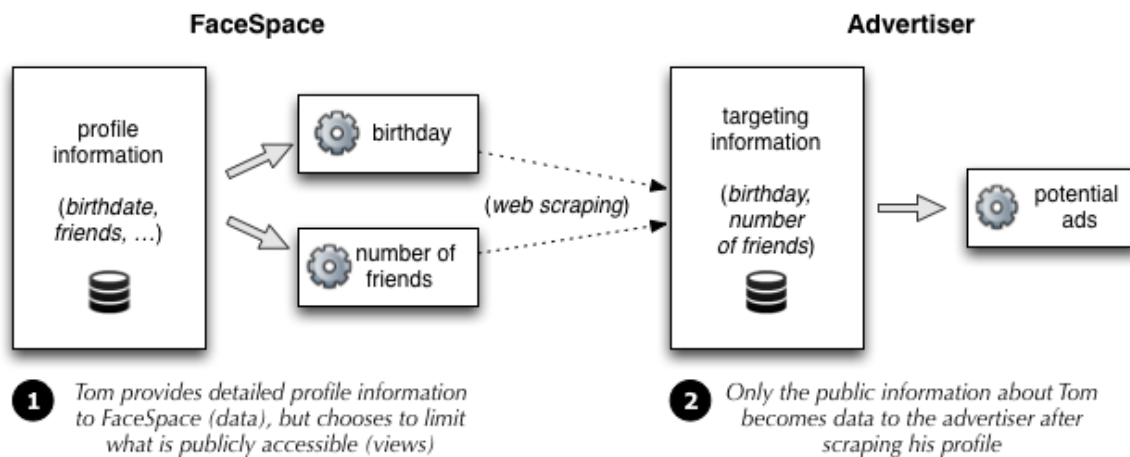 FaceSpace
Advertiser
profile
information
(birthdate,
friends, ...)
birthday
number of
friends
(web scraping)
targeting
information
(birthday,
number
of friends)
potential
ads
1
Tom provides detailed profile information
to FaceSpace (data), but chooses to limit
what is publicly accessible (views)
2
Only the public information about Tom
becomes data to the advertiser after
scraping his profile